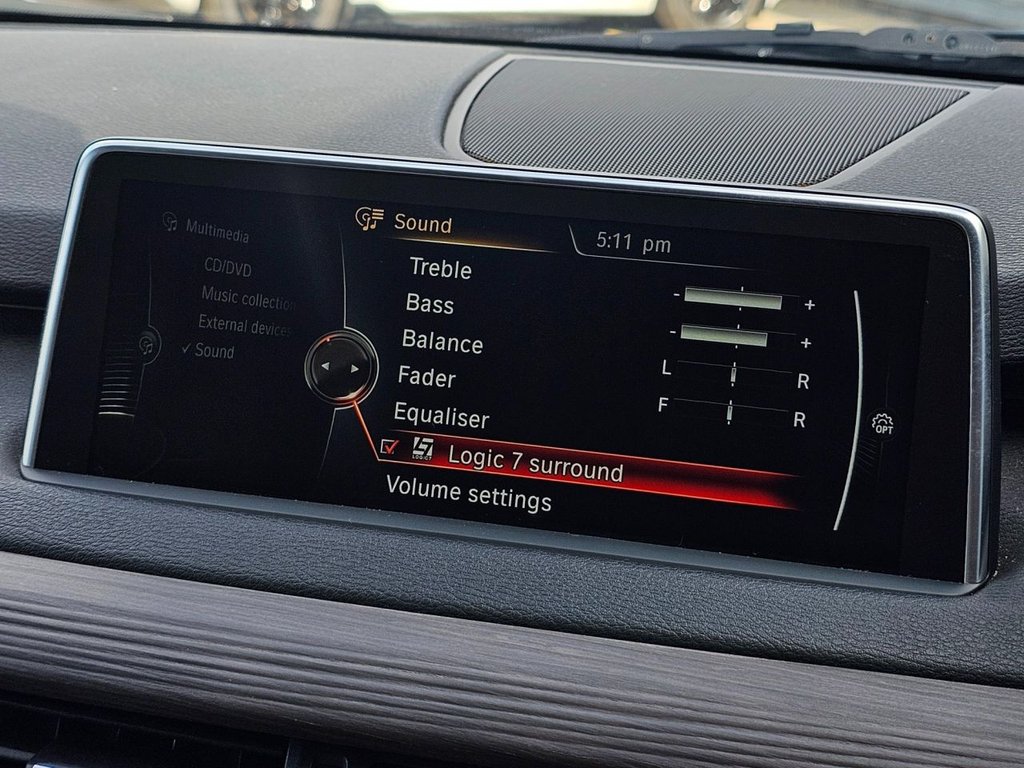 Multimedia
CD/DVD
Music collection
External devices
✓ Sound
Sound
5:11 pm
Treble - +
Bass - +
Balance L R
Fader F R
Equaliser
LOGIC7 Logic 7 surround
Volume settings
OPT